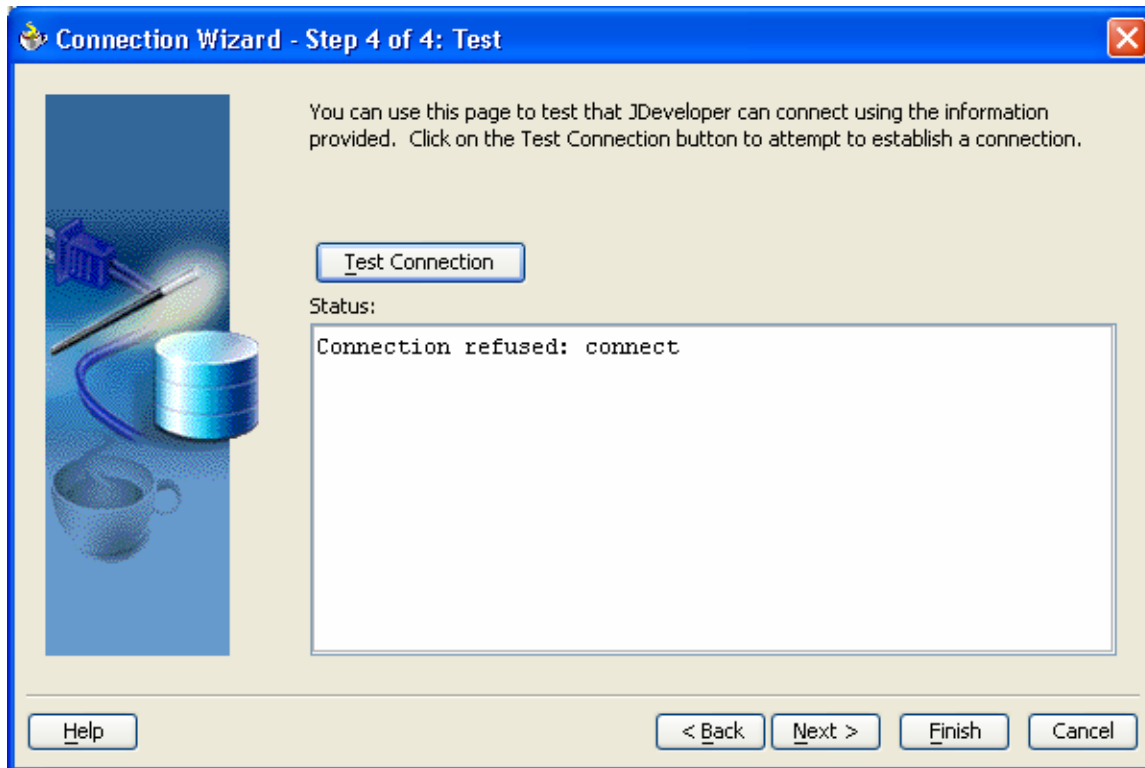 Connection Wizard - Step 4 of 4: Test
You can use this page to test that JDeveloper can connect using the information
provided. Click on the Test Connection button to attempt to establish a connection.
Test Connection
Status:
Connection refused: connect
Help
< Back
Next >
Finish
Cancel